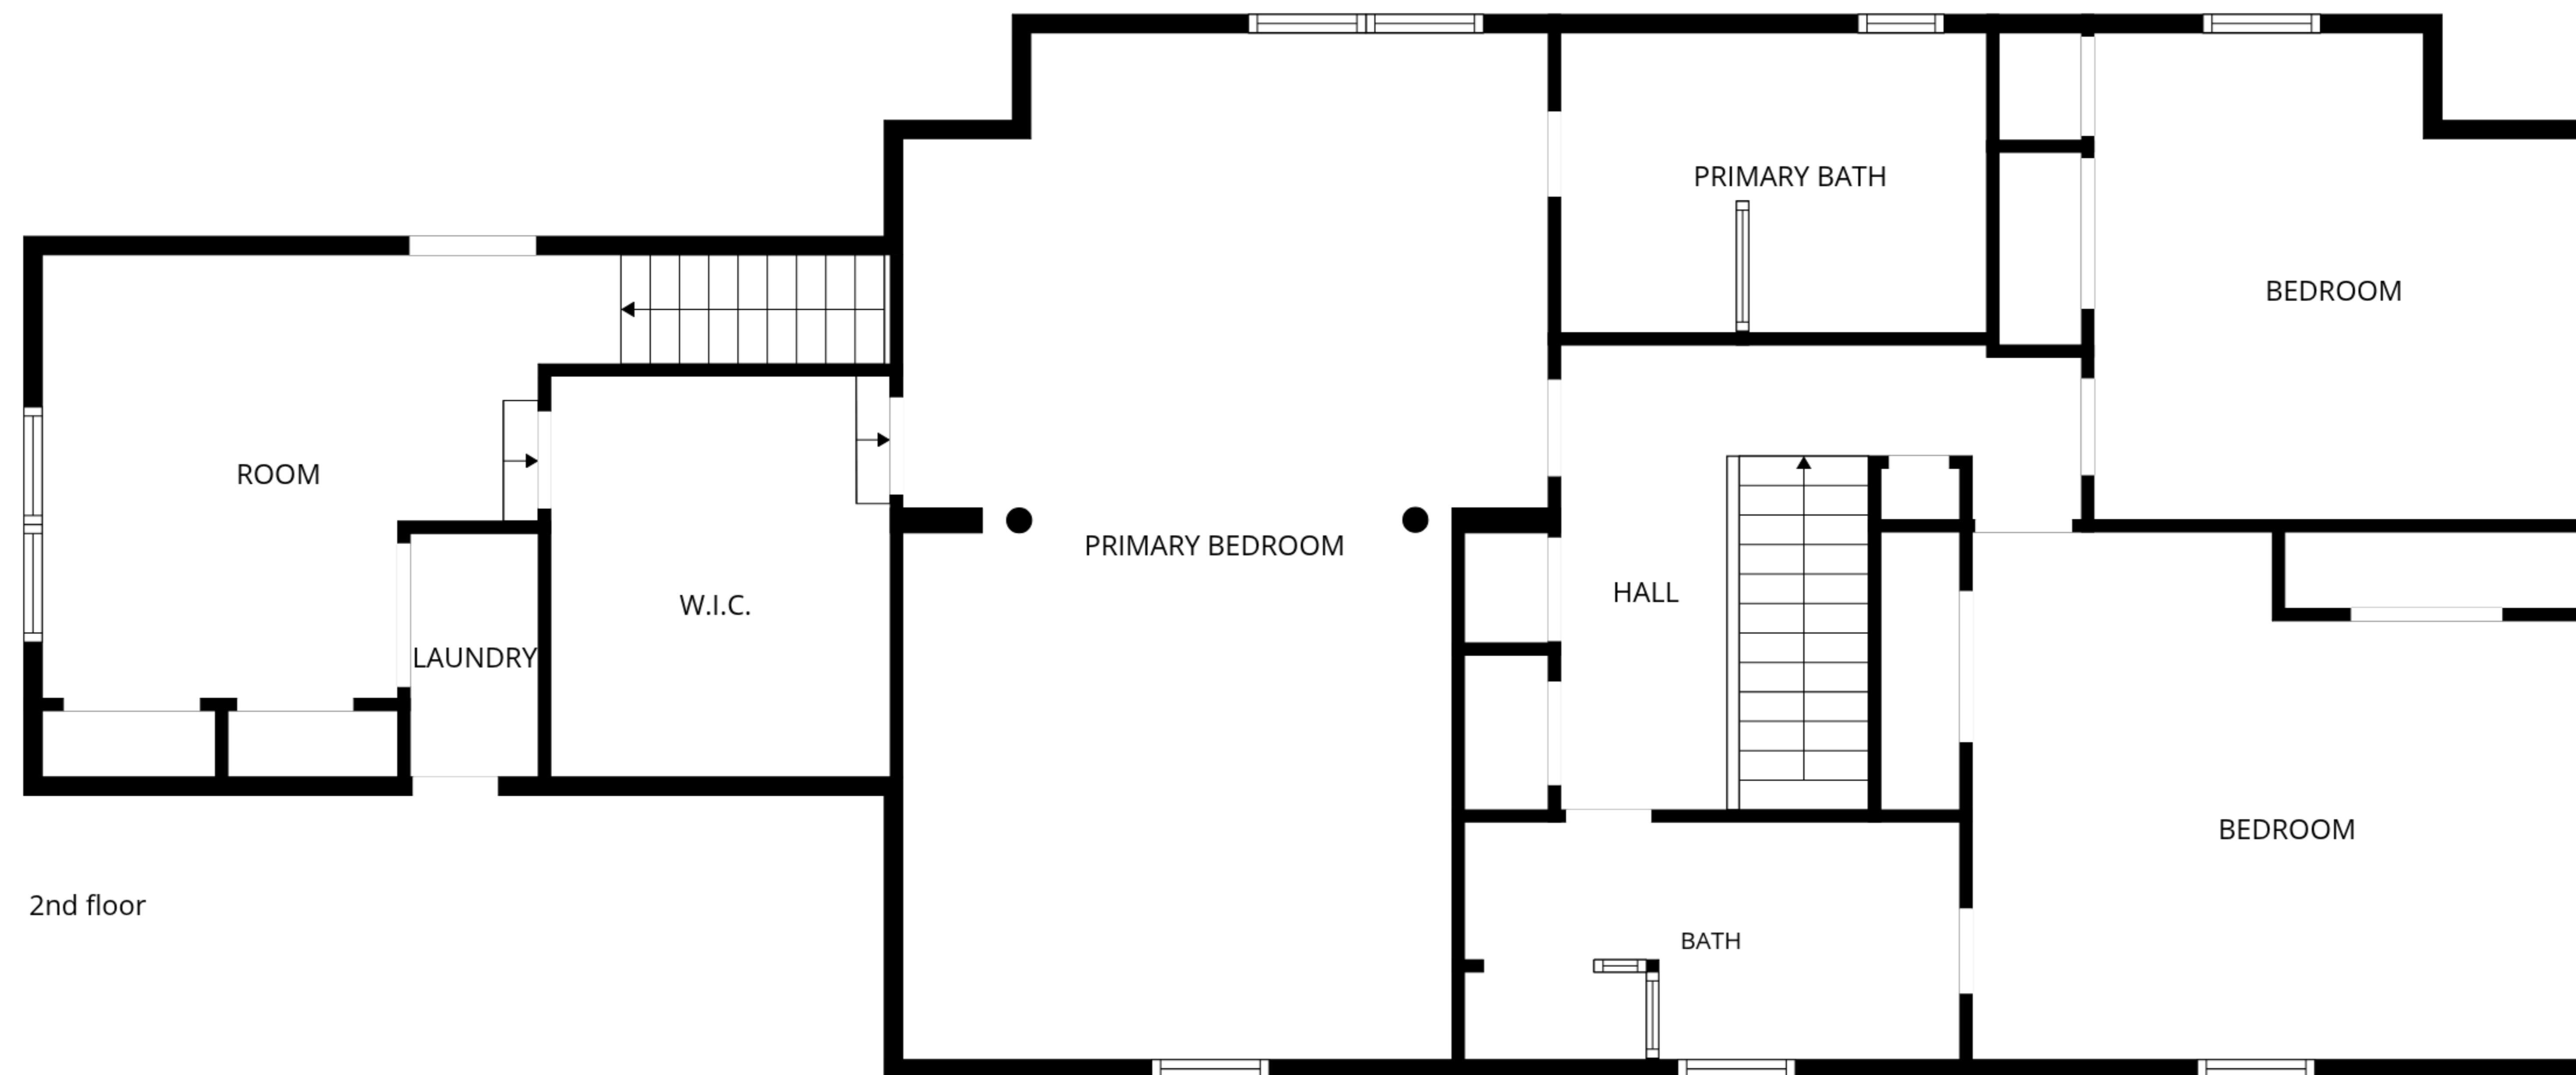 PRIMARY BATH
BEDROOM
ROOM
PRIMARY BEDROOM
HALL
W.I.C.
LAUNDRY
BEDROOM
2nd floor
BATH